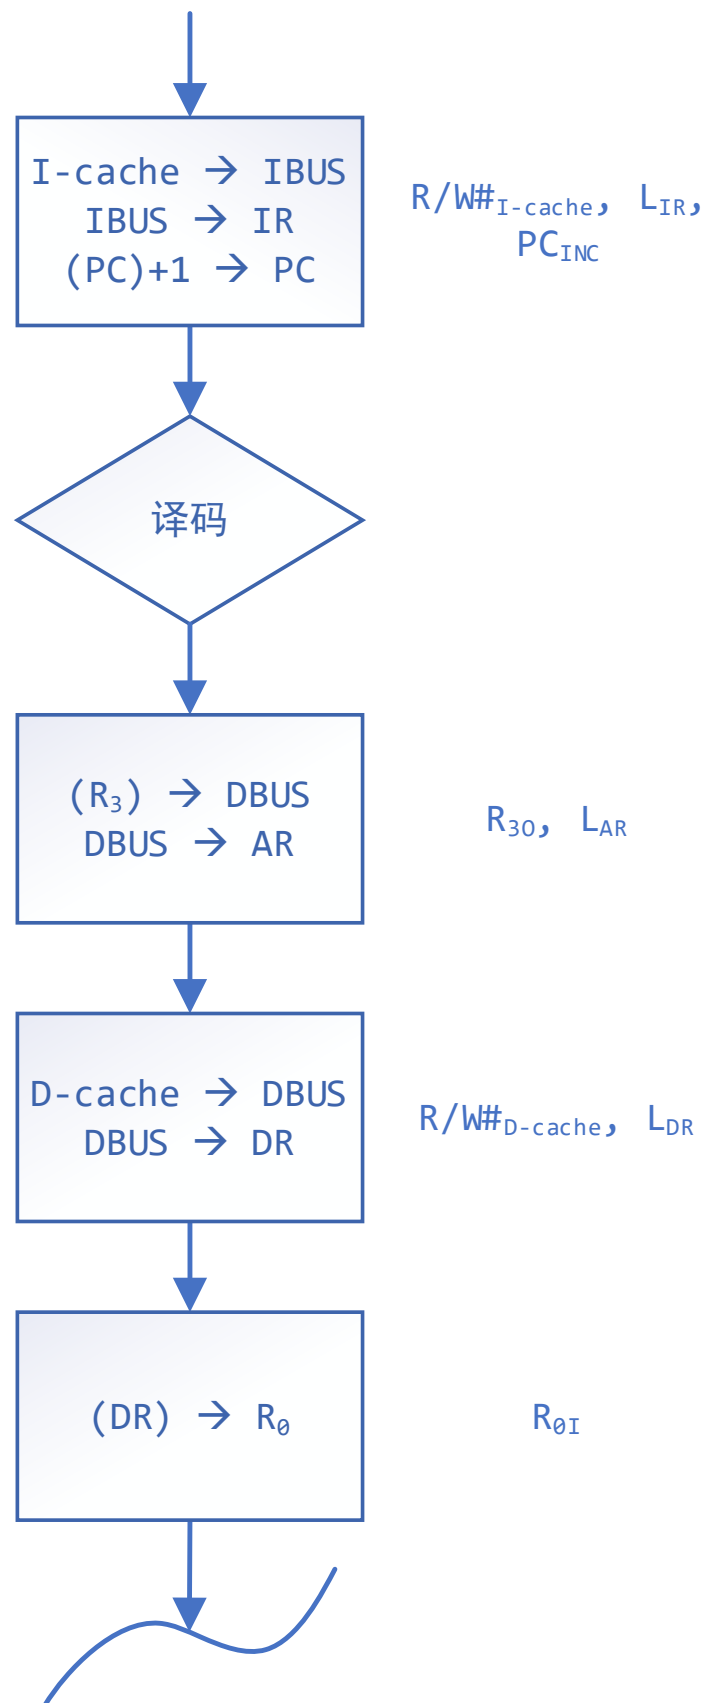 I-cache → IBUS
IBUS → IR
(PC)+1 → PC
R/W#I-cache, LIR,
PCINC
译码
(R3) → DBUS
DBUS → AR
R3O, LAR
D-cache → DBUS
DBUS → DR
R/W#D-cache, LDR
(DR) → R0
R0I